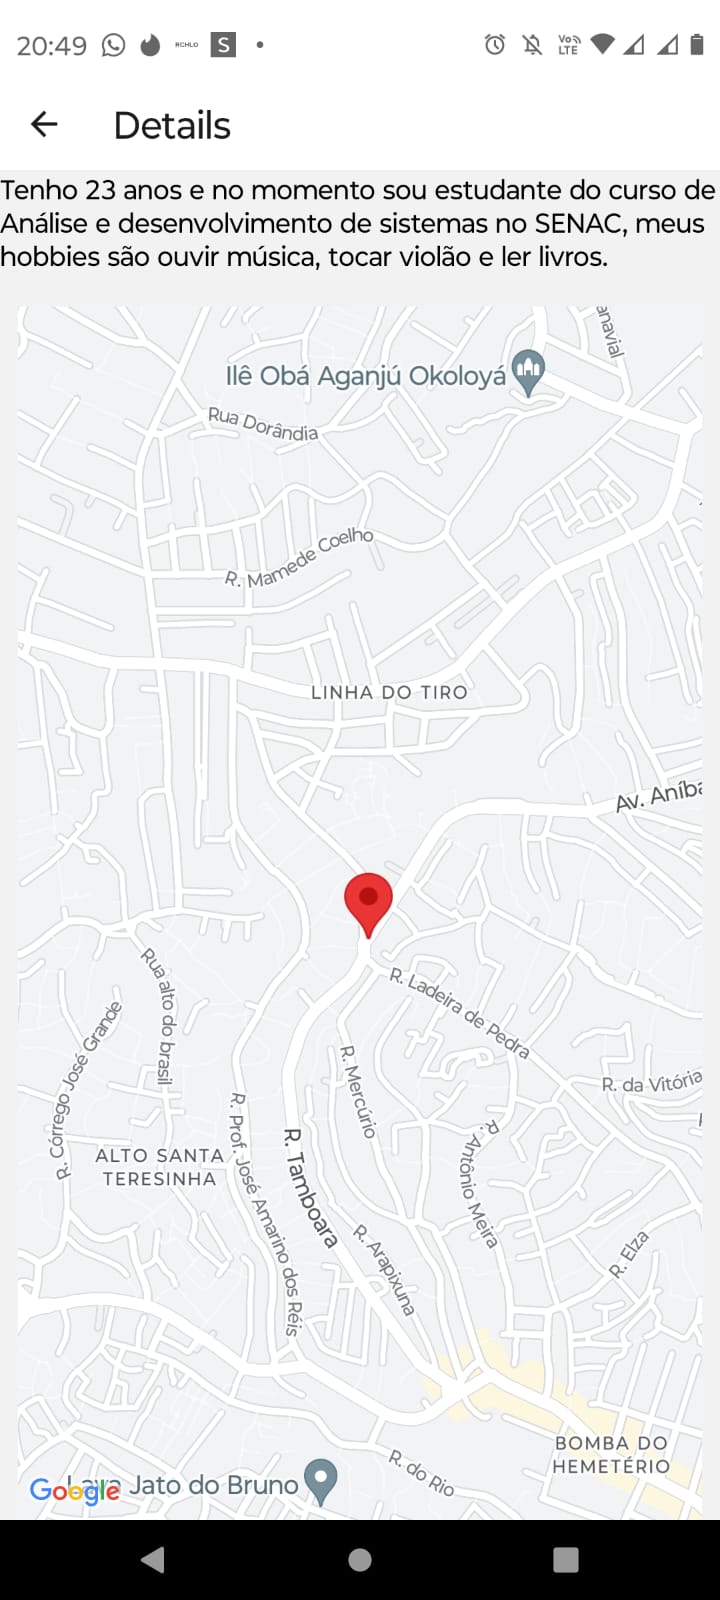 20:49
RCHLO
S
Vo))
LTE
Details
Tenho 23 anos e no momento sou estudante do curso de
Análise e desenvolvimento de sistemas no SENAC, meus
hobbies são ouvir música, tocar violão e ler livros.
anavial
Ilê Obá Aganjú Okoloyá
Rua Dorândia
R. Mamede Coelho
LINHA DO TIRO
Av. Aníba
R. Ladeira de Pedra
Rua alto do brasil
R. Córrego José Grande
R. Mercúrio
R. da Vitória
R. Prof. José Amarino dos Réis
R. Antônio Meira
ALTO SANTA
TERESINHA
R. Tamboara
R. Arapixuna
R. Elza
BOMBA DO
HEMETÉRIO
R. do Rio
Lava Jato do Bruno
Google